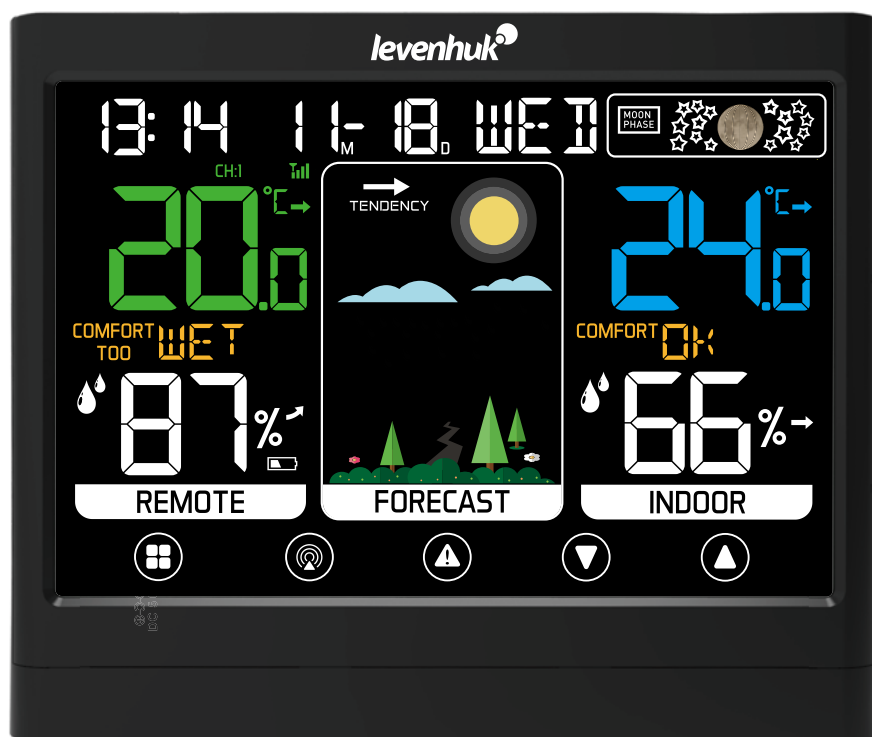 levenhuk
13:14 11-M 18D WED MOON PHASE
CH:1
20.0 °C
COMFORT TOO WET
87 %
REMOTE
TENDENCY
FORECAST
24.0 °C
COMFORT OK
66 %
INDOOR